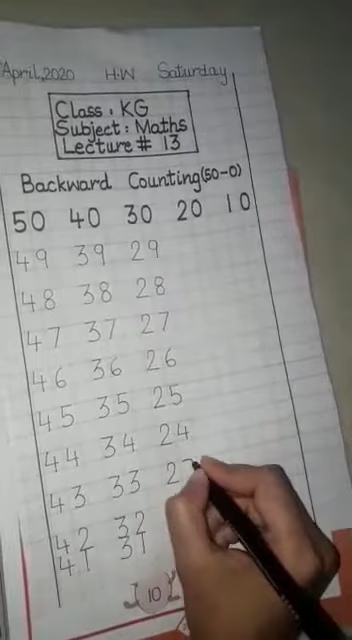 April,2020 H.W Saturday
Class : KG
Subject : Maths
Lecture # 13
Backward Counting(50-0)
50 40 30 20 10
49 39 29
48 38 28
47 37 27
46 36 26
45 35 25
44 34 24
43 33 2
42 32
41 31
10